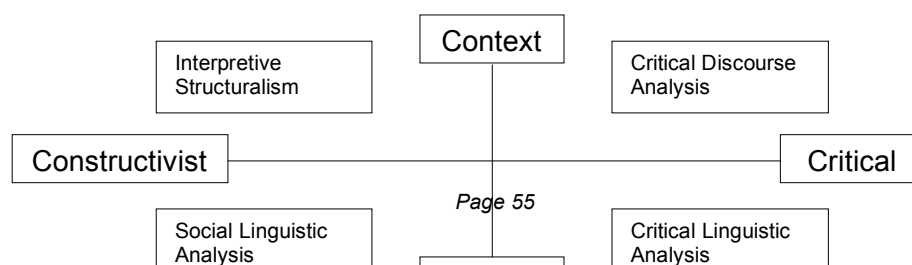 Context
Interpretive
Structuralism
Critical Discourse
Analysis
Constructivist
Critical
Page 55
Social Linguistic
Analysis
Critical Linguistic
Analysis